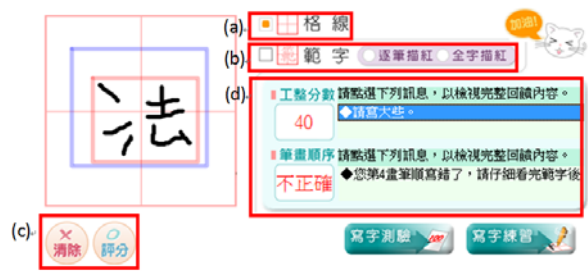 (a). 格線
加油!
(b). 範字 逐筆描紅 全字描紅
法
(d). 工整分數 請點選下列訊息，以檢視完整回饋內容。
40 ◆請寫大些。
筆畫順序 請點選下列訊息，以檢視完整回饋內容。
不正確 ◆您第4畫筆順寫錯了，請仔細看完範字後
(c). 清除 評分
寫字測驗 100 寫字練習